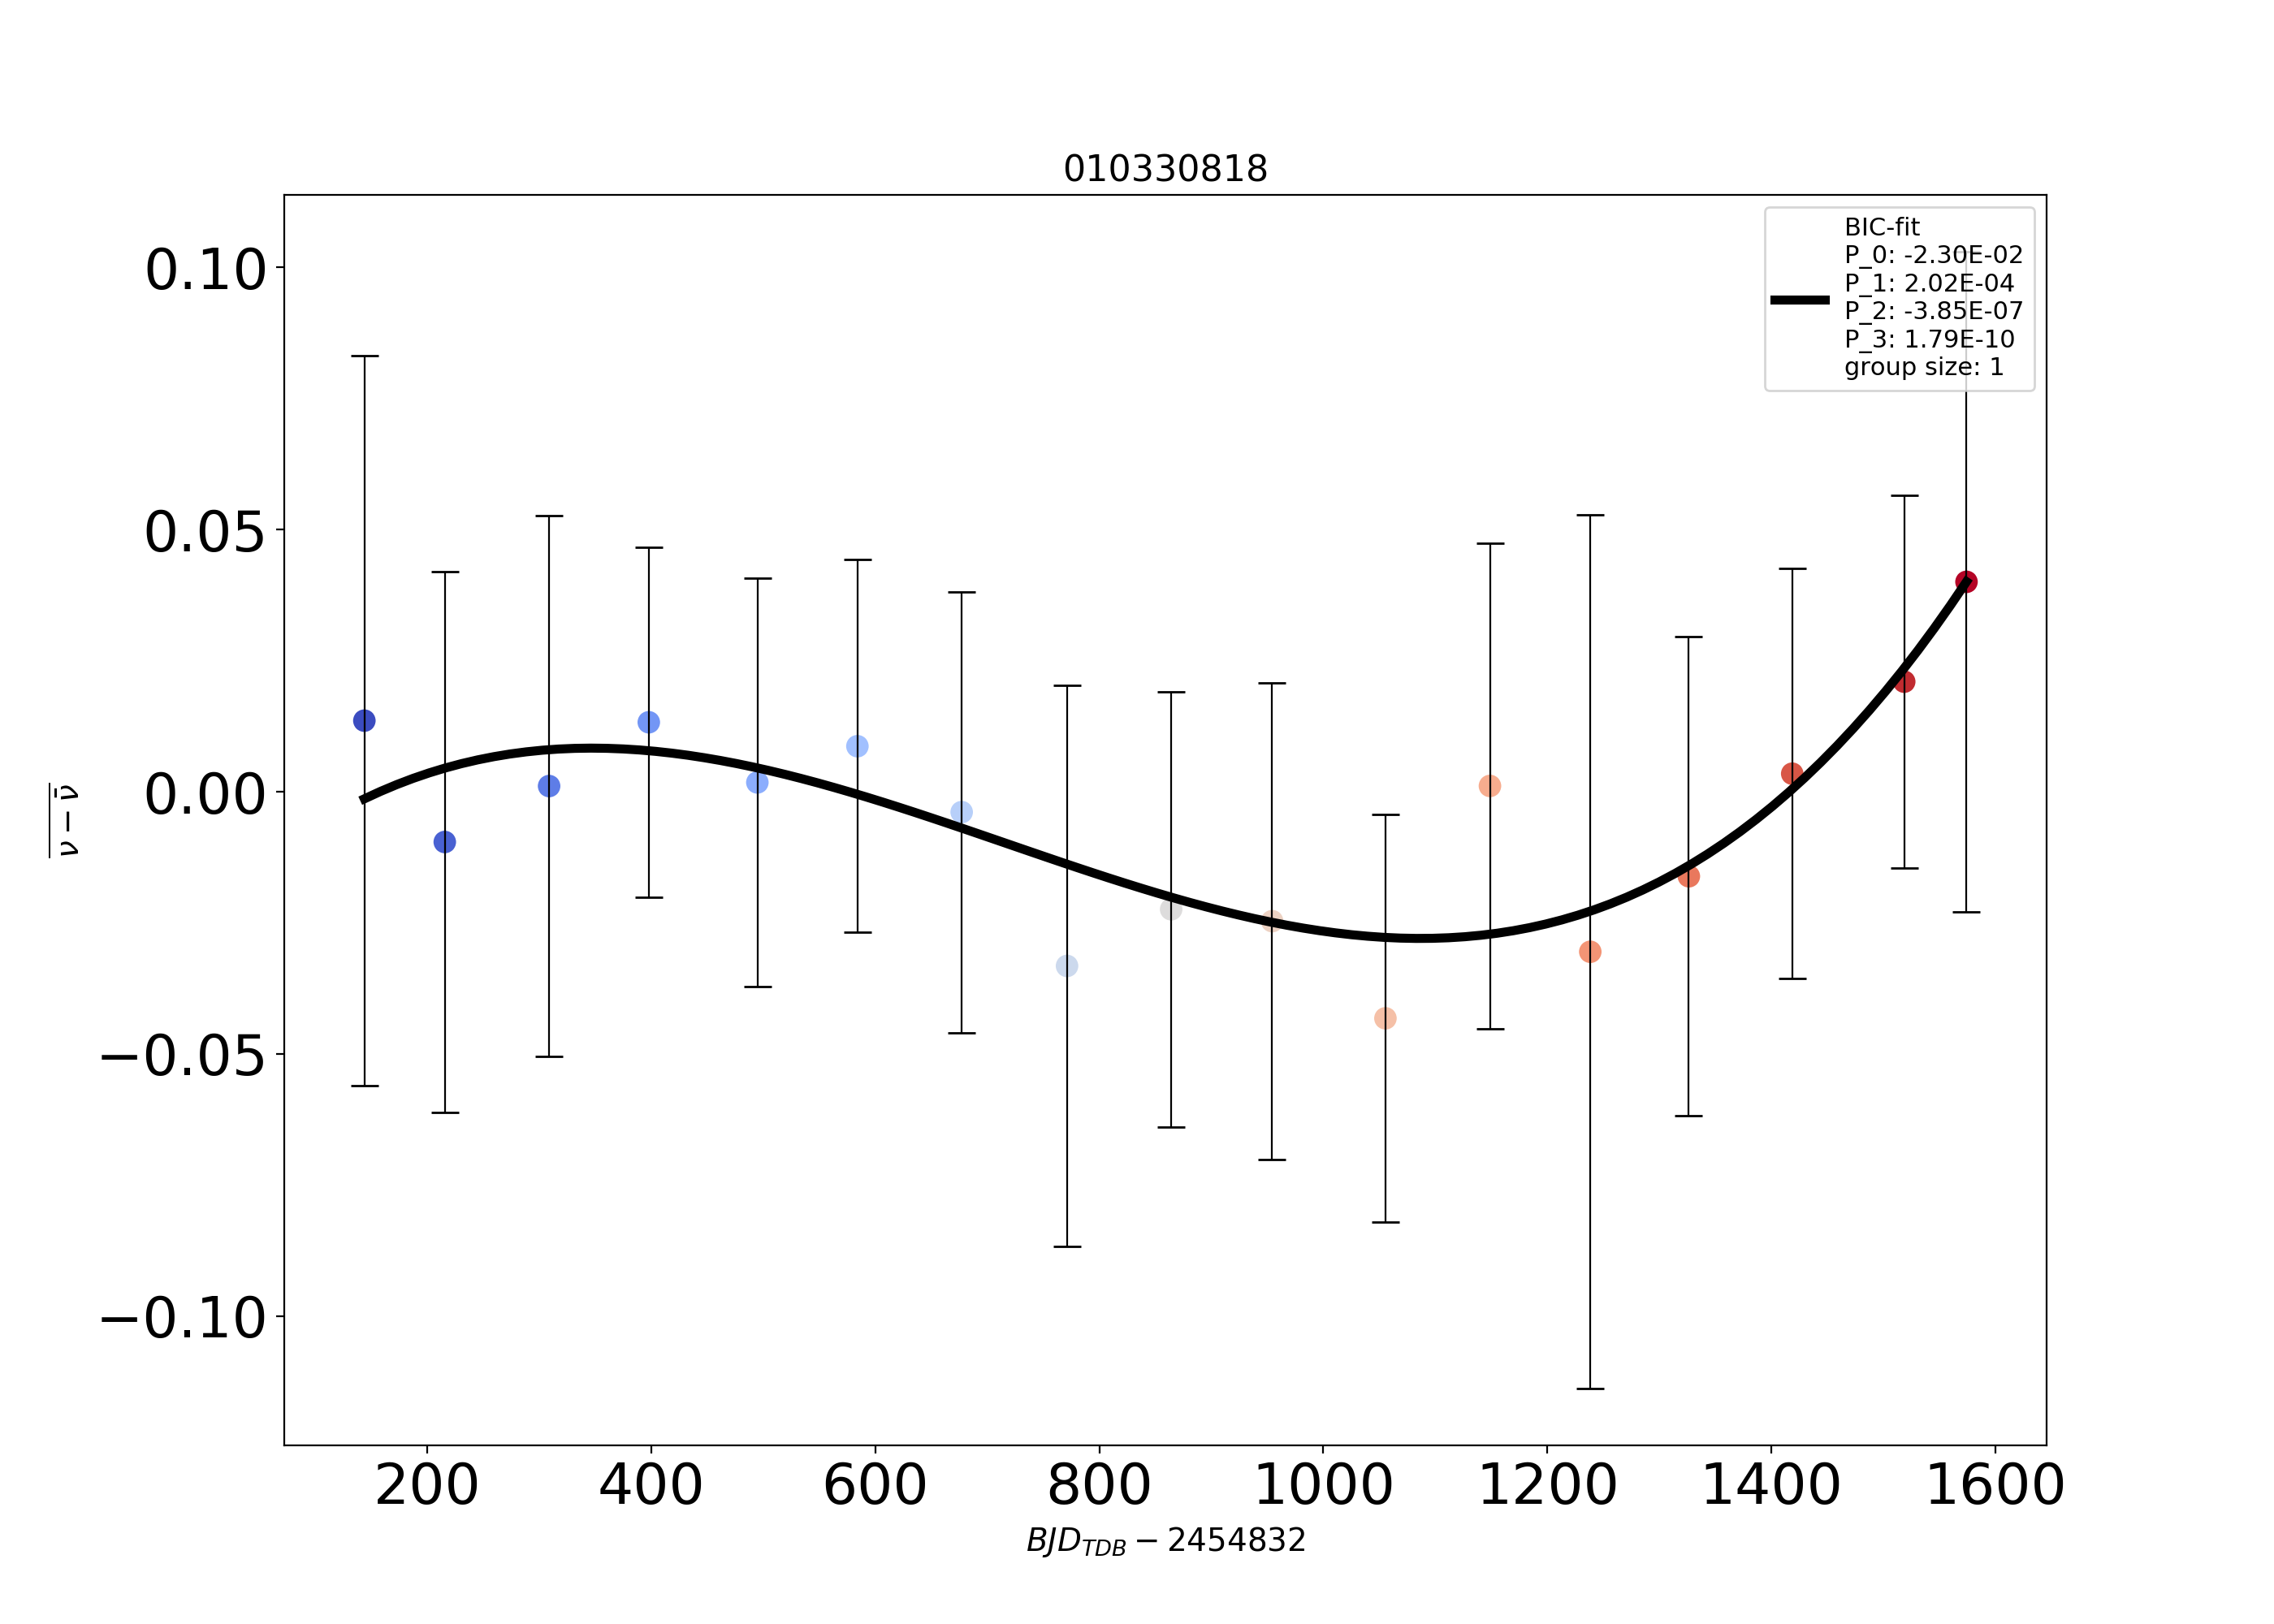 010330818
BIC-fit
P_0: -2.30E-02
P_1: 2.02E-04
P_2: -3.85E-07
P_3: 1.79E-10
group size: 1
0.10
0.05
0.00
−0.05
−0.10
ν − ν̄
200 400 600 800 1000 1200 1400 1600
BJD_TDB − 2454832